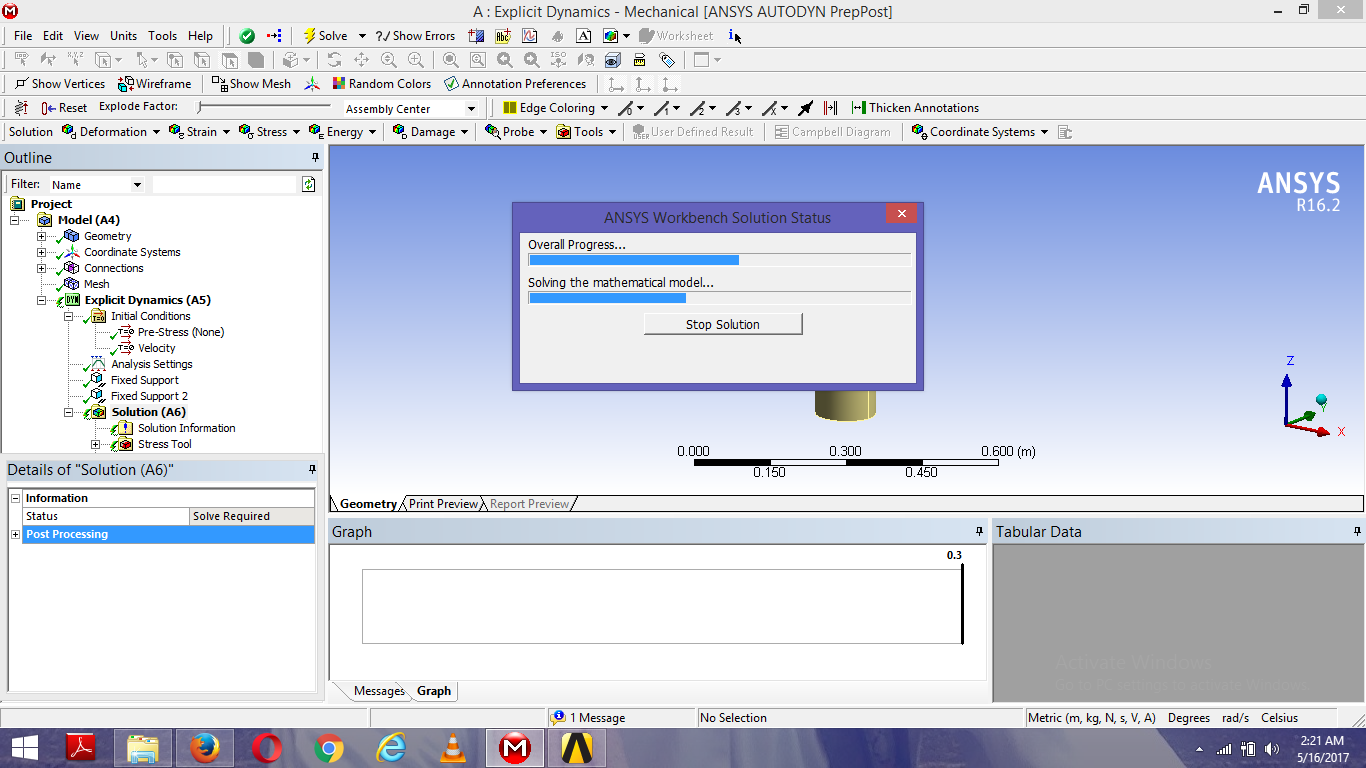 A : Explicit Dynamics - Mechanical [ANSYS AUTODYN PrepPost]
File Edit View Units Tools Help Solve ?/ Show Errors Worksheet i
Show Vertices Wireframe Show Mesh Random Colors Annotation Preferences
Reset Explode Factor: Assembly Center Edge Coloring Thicken Annotations
Solution Deformation Strain Stress Energy Damage Probe Tools User Defined Result Campbell Diagram Coordinate Systems
Outline
Filter: Name
Project
Model (A4)
Geometry
Coordinate Systems
Connections
Mesh
Explicit Dynamics (A5)
Initial Conditions
Pre-Stress (None)
Velocity
Analysis Settings
Fixed Support
Fixed Support 2
Solution (A6)
Solution Information
Stress Tool
Details of "Solution (A6)"
Information
Status Solve Required
Post Processing
ANSYS
R16.2
ANSYS Workbench Solution Status
Overall Progress...
Solving the mathematical model...
Stop Solution
Z
Y
X
0.000 0.300 0.600 (m)
0.150 0.450
Geometry Print Preview Report Preview
Graph
0.3
Messages Graph
Tabular Data
Activate Windows
Go to PC settings to activate Windows.
1 Message No Selection Metric (m, kg, N, s, V, A) Degrees rad/s Celsius
2:21 AM
5/16/2017